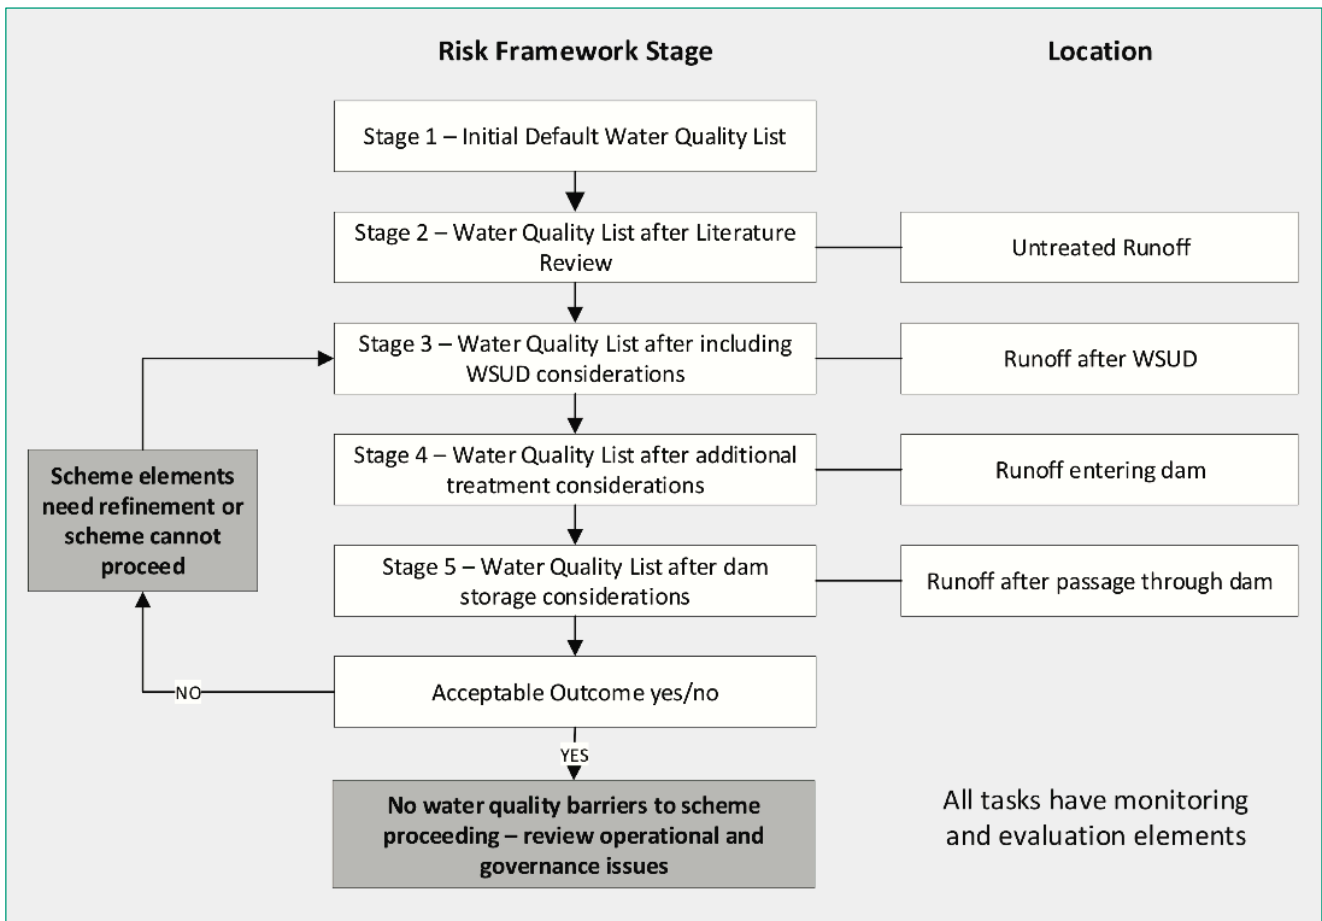 Risk Framework Stage
Location
Stage 1 – Initial Default Water Quality List
Stage 2 – Water Quality List after Literature
Review
Untreated Runoff
Stage 3 – Water Quality List after including
WSUD considerations
Runoff after WSUD
Scheme elements
need refinement or
scheme cannot
proceed
Stage 4 – Water Quality List after additional
treatment considerations
Runoff entering dam
Stage 5 – Water Quality List after dam
storage considerations
Runoff after passage through dam
NO
Acceptable Outcome yes/no
YES
No water quality barriers to scheme
proceeding – review operational and
governance issues
All tasks have monitoring
and evaluation elements